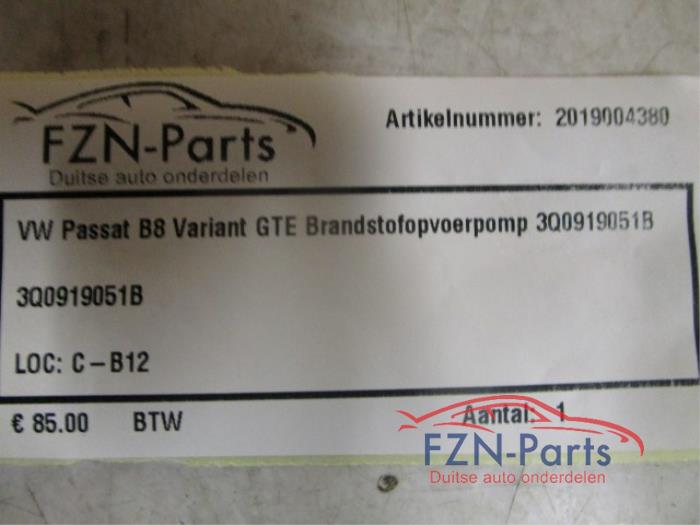 FZN-Parts
Duitse auto onderdelen
Artikelnummer: 2019004380
VW Passat B8 Variant GTE Brandstofopvoerpomp 3Q0919051B
3Q0919051B
LOC: C-B12
€ 85.00 BTW Aantal: 1
FZN-Parts
Duitse auto onderdelen